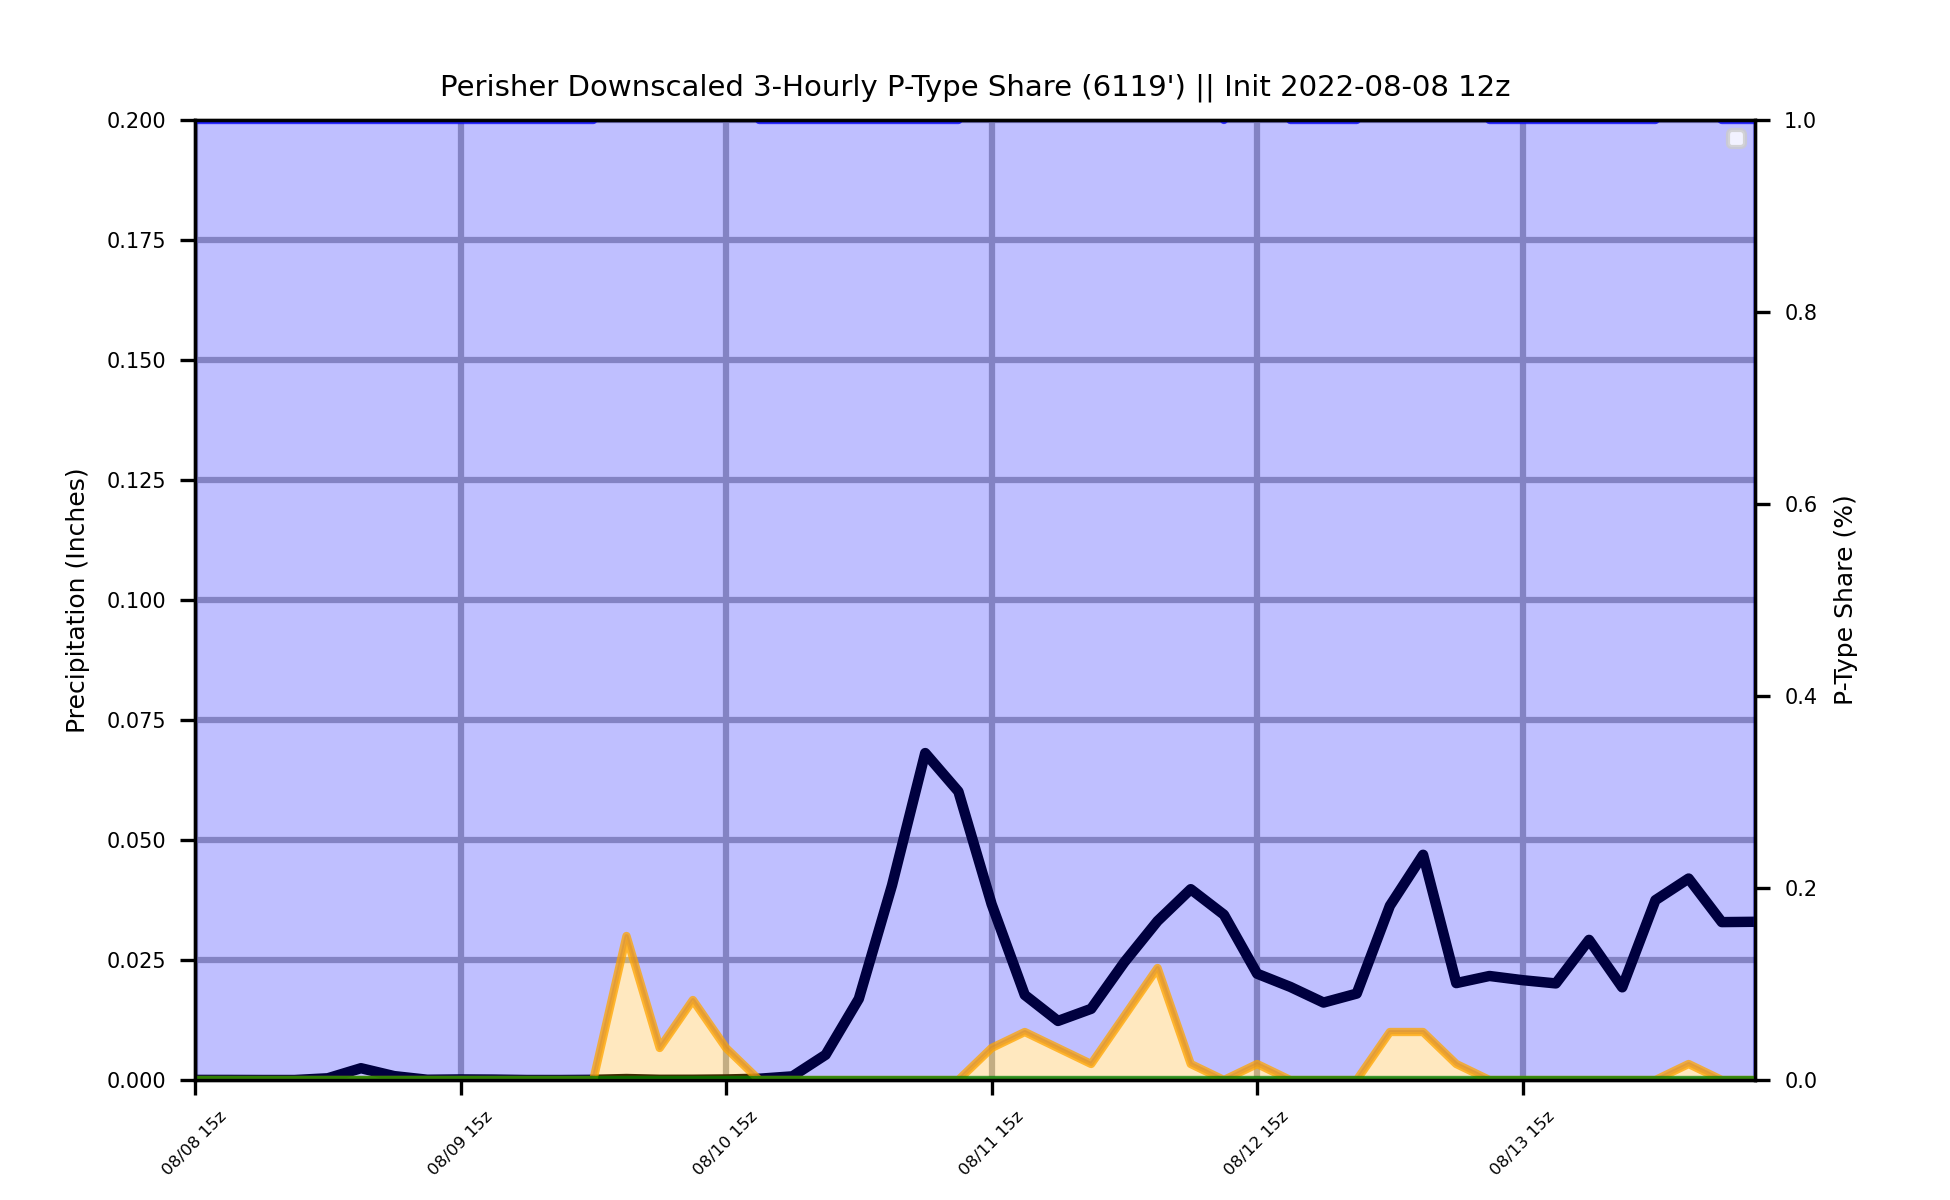 Perisher Downscaled 3-Hourly P-Type Share (6119') || Init 2022-08-08 12z
0.200
0.175
0.150
0.125
0.100
0.075
0.050
0.025
0.000
Precipitation (Inches)
1.0
0.8
0.6
0.4
0.2
0.0
P-Type Share (%)
08/08 15z
08/09 15z
08/10 15z
08/11 15z
08/12 15z
08/13 15z